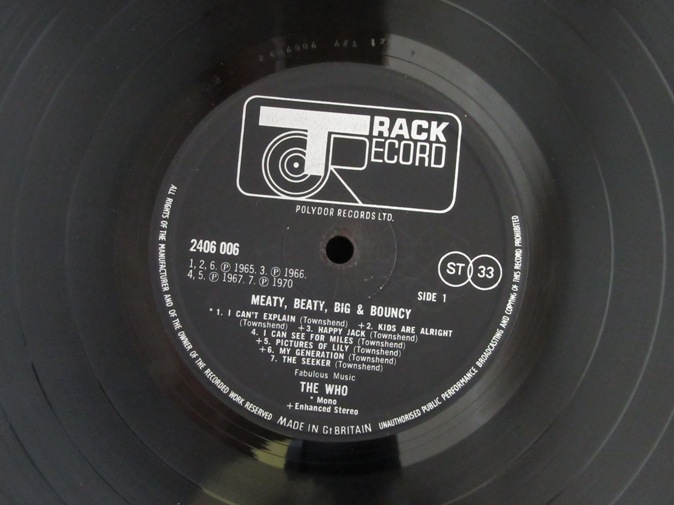 TRACK
RECORD
POLYDOR RECORDS LTD.
2406 006
1, 2, 6. Ⓟ 1965. 3. Ⓟ 1966.
4, 5. Ⓟ 1967. 7. Ⓟ 1970
ST 33
SIDE 1
MEATY, BEATY, BIG & BOUNCY
* 1. I CAN'T EXPLAIN (Townshend) +2. KIDS ARE ALRIGHT
(Townshend) +3. HAPPY JACK (Townshend)
4. I CAN SEE FOR MILES (Townshend)
+5. PICTURES OF LILY (Townshend)
+6. MY GENERATION (Townshend)
7. THE SEEKER (Townshend)
Fabulous Music
THE WHO
* Mono
+ Enhanced Stereo
ALL RIGHTS OF THE MANUFACTURER AND OF THE OWNER OF THE RECORDED WORK RESERVED
MADE IN Gt BRITAIN
UNAUTHORISED PUBLIC PERFORMANCE BROADCASTING AND COPYING OF THIS RECORD PROHIBITED